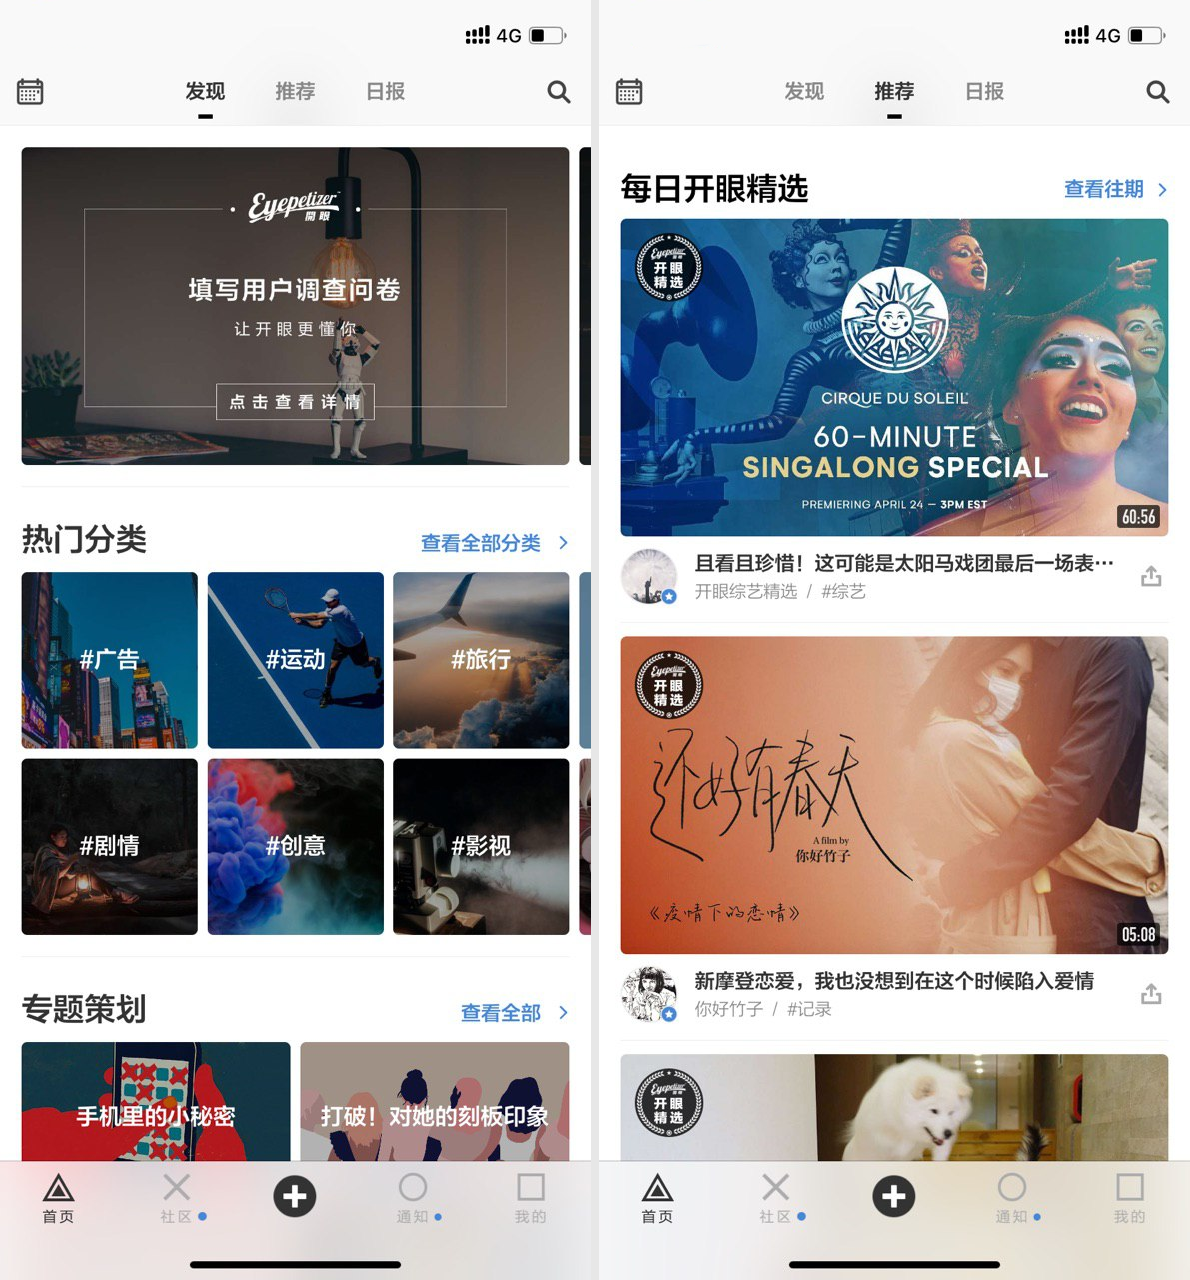 4G
发现
推荐
日报
Eyepetizer
開眼
填写用户调查问卷
让开眼更懂你
点击查看详情
热门分类
查看全部分类
#广告
#运动
#旅行
#剧情
#创意
#影视
专题策划
查看全部
手机里的小秘密
打破！对她的刻板印象
首页
社区
通知
我的
4G
发现
推荐
日报
每日开眼精选
查看往期
Eyepetizer
開眼
开眼
精选
CIRQUE DU SOLEIL
60-MINUTE
SINGALONG SPECIAL
PREMIERING APRIL 24 — 3PM EST
60:56
且看且珍惜！这可能是太阳马戏团最后一场表…
开眼综艺精选 / #综艺
Eyepetizer
開眼
开眼
精选
还好有春天
A film by
你好竹子
《疫情下的恋情》
05:08
新摩登恋爱，我也没想到在这个时候陷入爱情
你好竹子 / #记录
Eyepetizer
開眼
开眼
精选
首页
社区
通知
我的